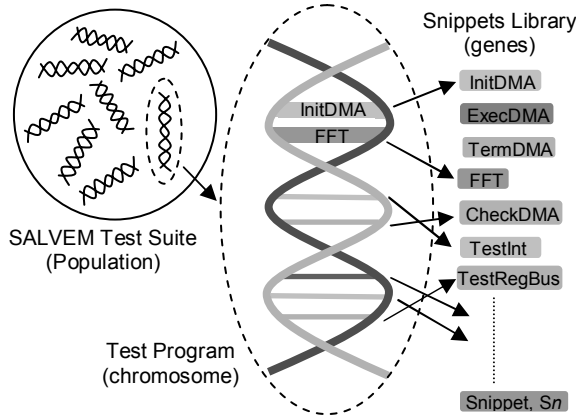 Snippets Library
(genes)
InitDMA
ExecDMA
TermDMA
FFT
CheckDMA
TestInt
TestRegBus
Snippet, Sn
InitDMA
FFT
SALVEM Test Suite
(Population)
Test Program
(chromosome)